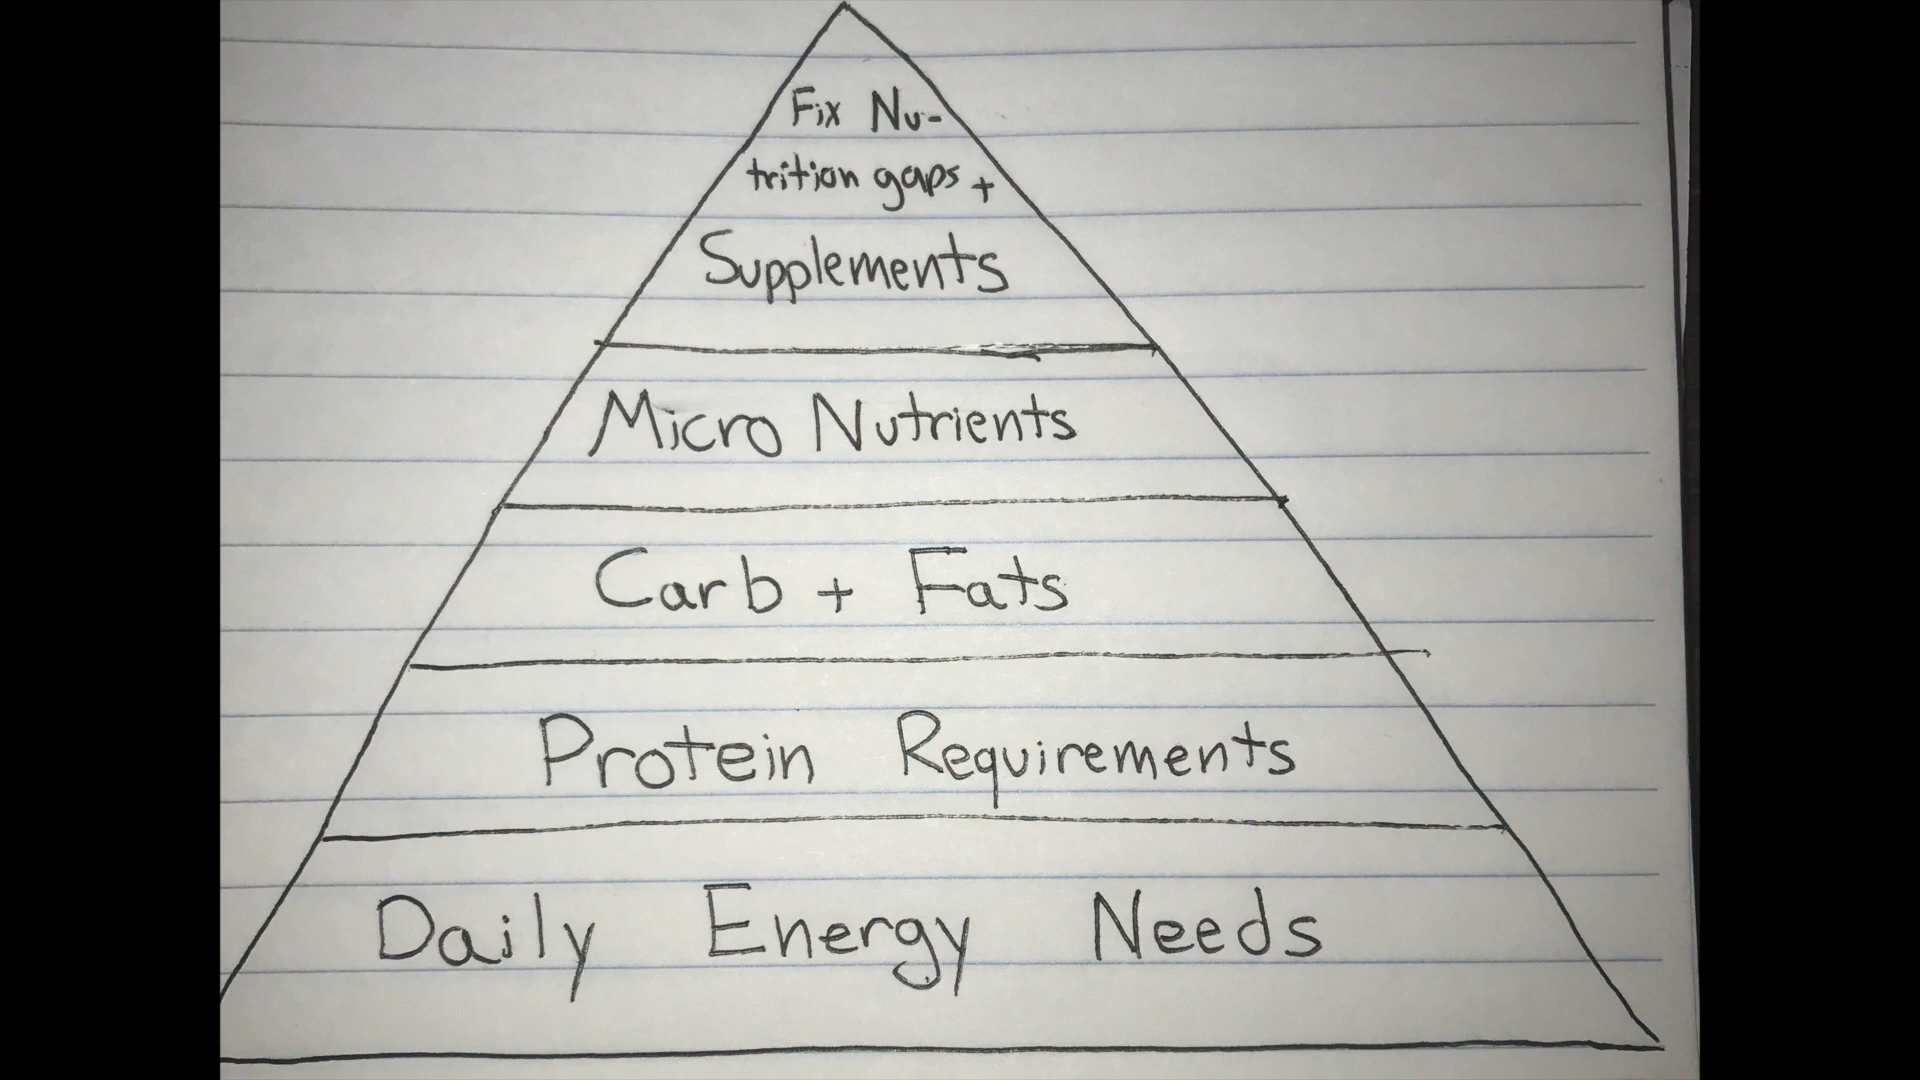 Fix Nu-
trition gaps +
Supplements
Micro Nutrients
Carb + Fats
Protein Requirements
Daily Energy Needs